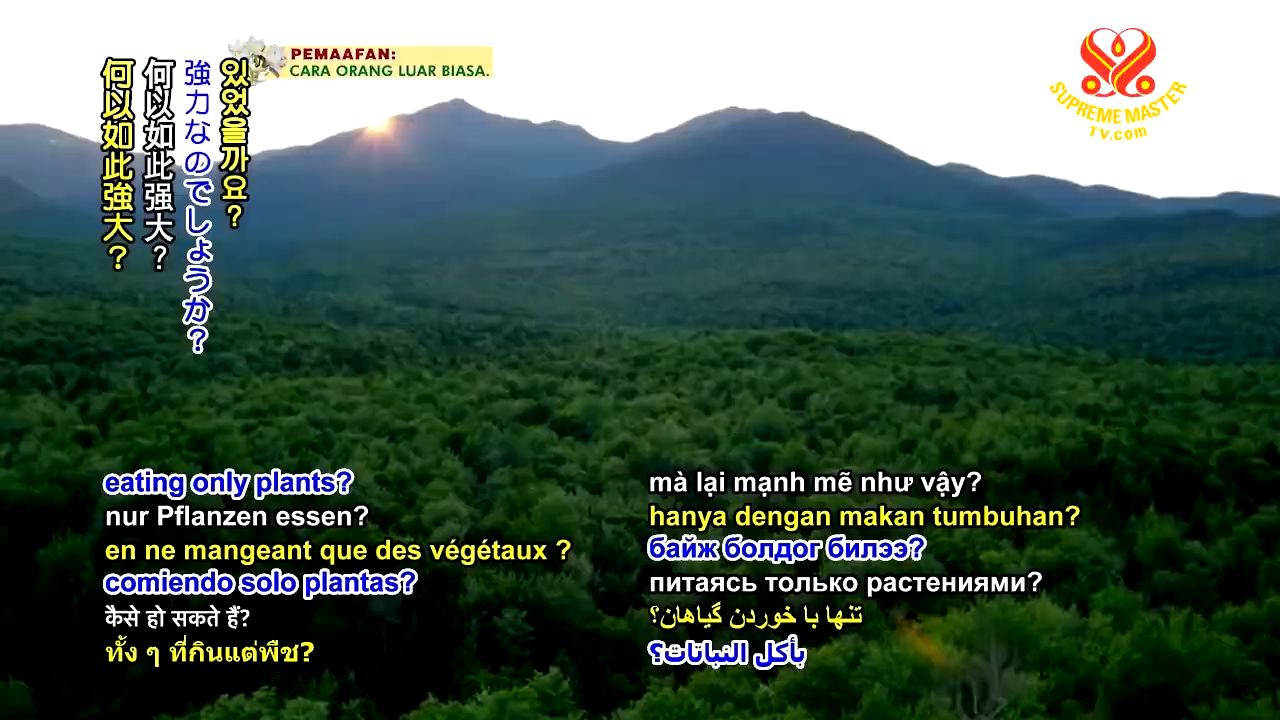 PEMAAFAN:
CARA ORANG LUAR BIASA.
SUPREME MASTER
TV.com
있었을까요?
強力なのでしょうか?
何以如此强大?
何以如此強大?
eating only plants?
nur Pflanzen essen?
en ne mangeant que des végétaux ?
comiendo solo plantas?
कैसे हो सकते हैं?
ทั้ง ๆ ที่กินแต่พืช?
mà lại mạnh mẽ như vậy?
hanya dengan makan tumbuhan?
байж болдог билээ?
питаясь только растениями?
تنها با خوردن گیاهان؟
بأكل النباتات؟